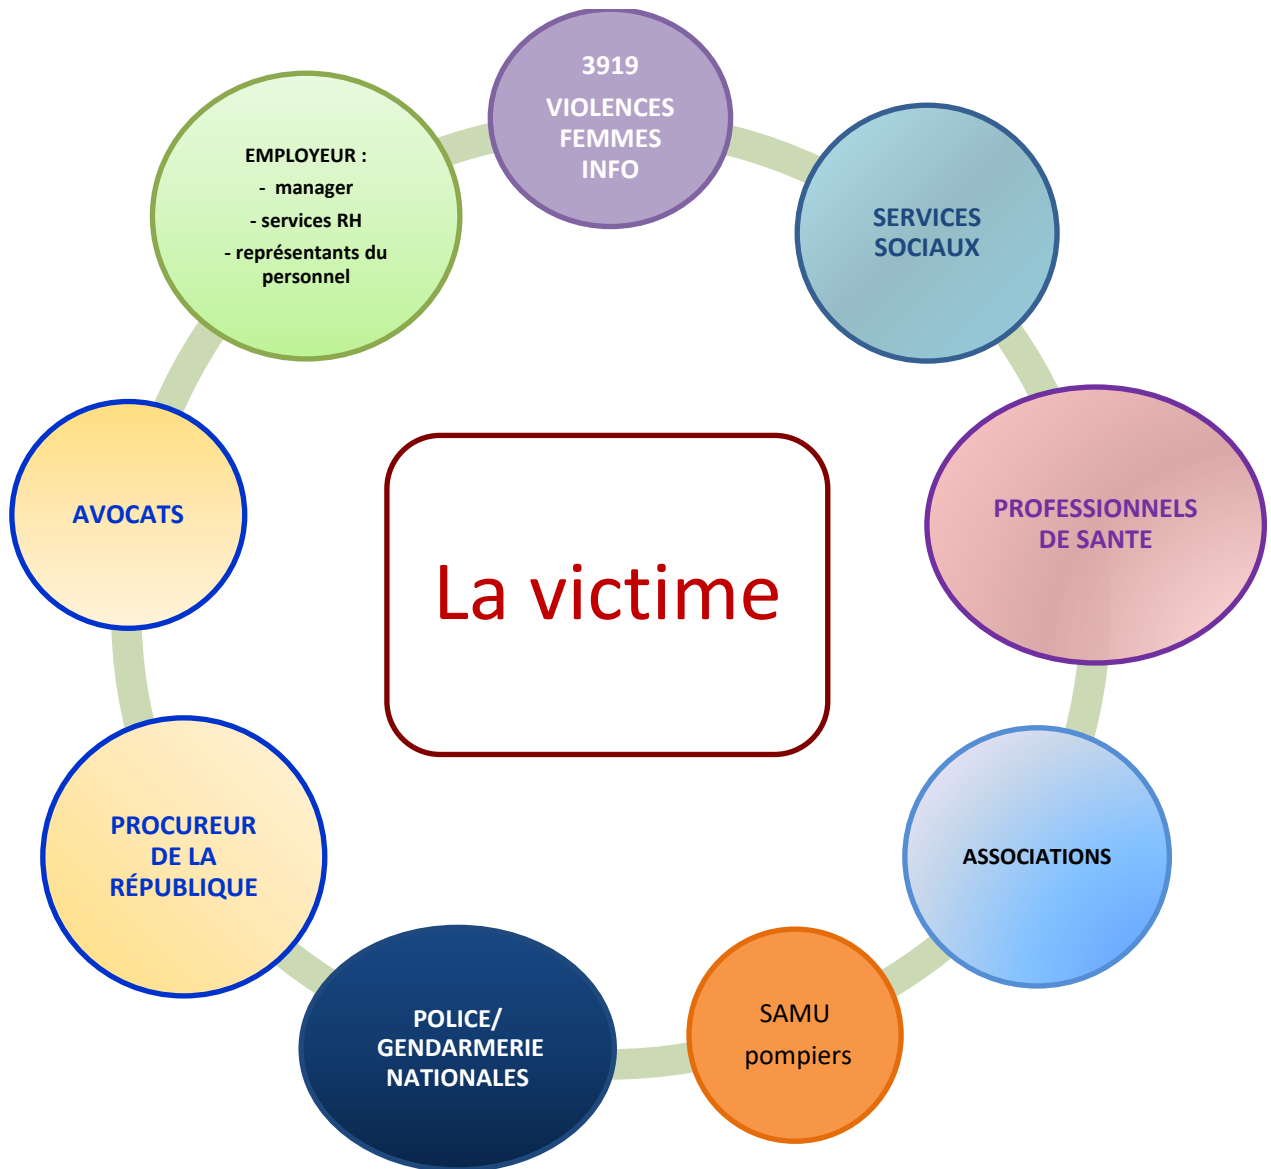 3919
VIOLENCES
FEMMES
INFO
SERVICES
SOCIAUX
PROFESSIONNELS
DE SANTE
ASSOCIATIONS
SAMU
pompiers
POLICE/
GENDARMERIE
NATIONALES
PROCUREUR
DE LA
RÉPUBLIQUE
AVOCATS
EMPLOYEUR :
- manager
- services RH
- représentants du
personnel
La victime